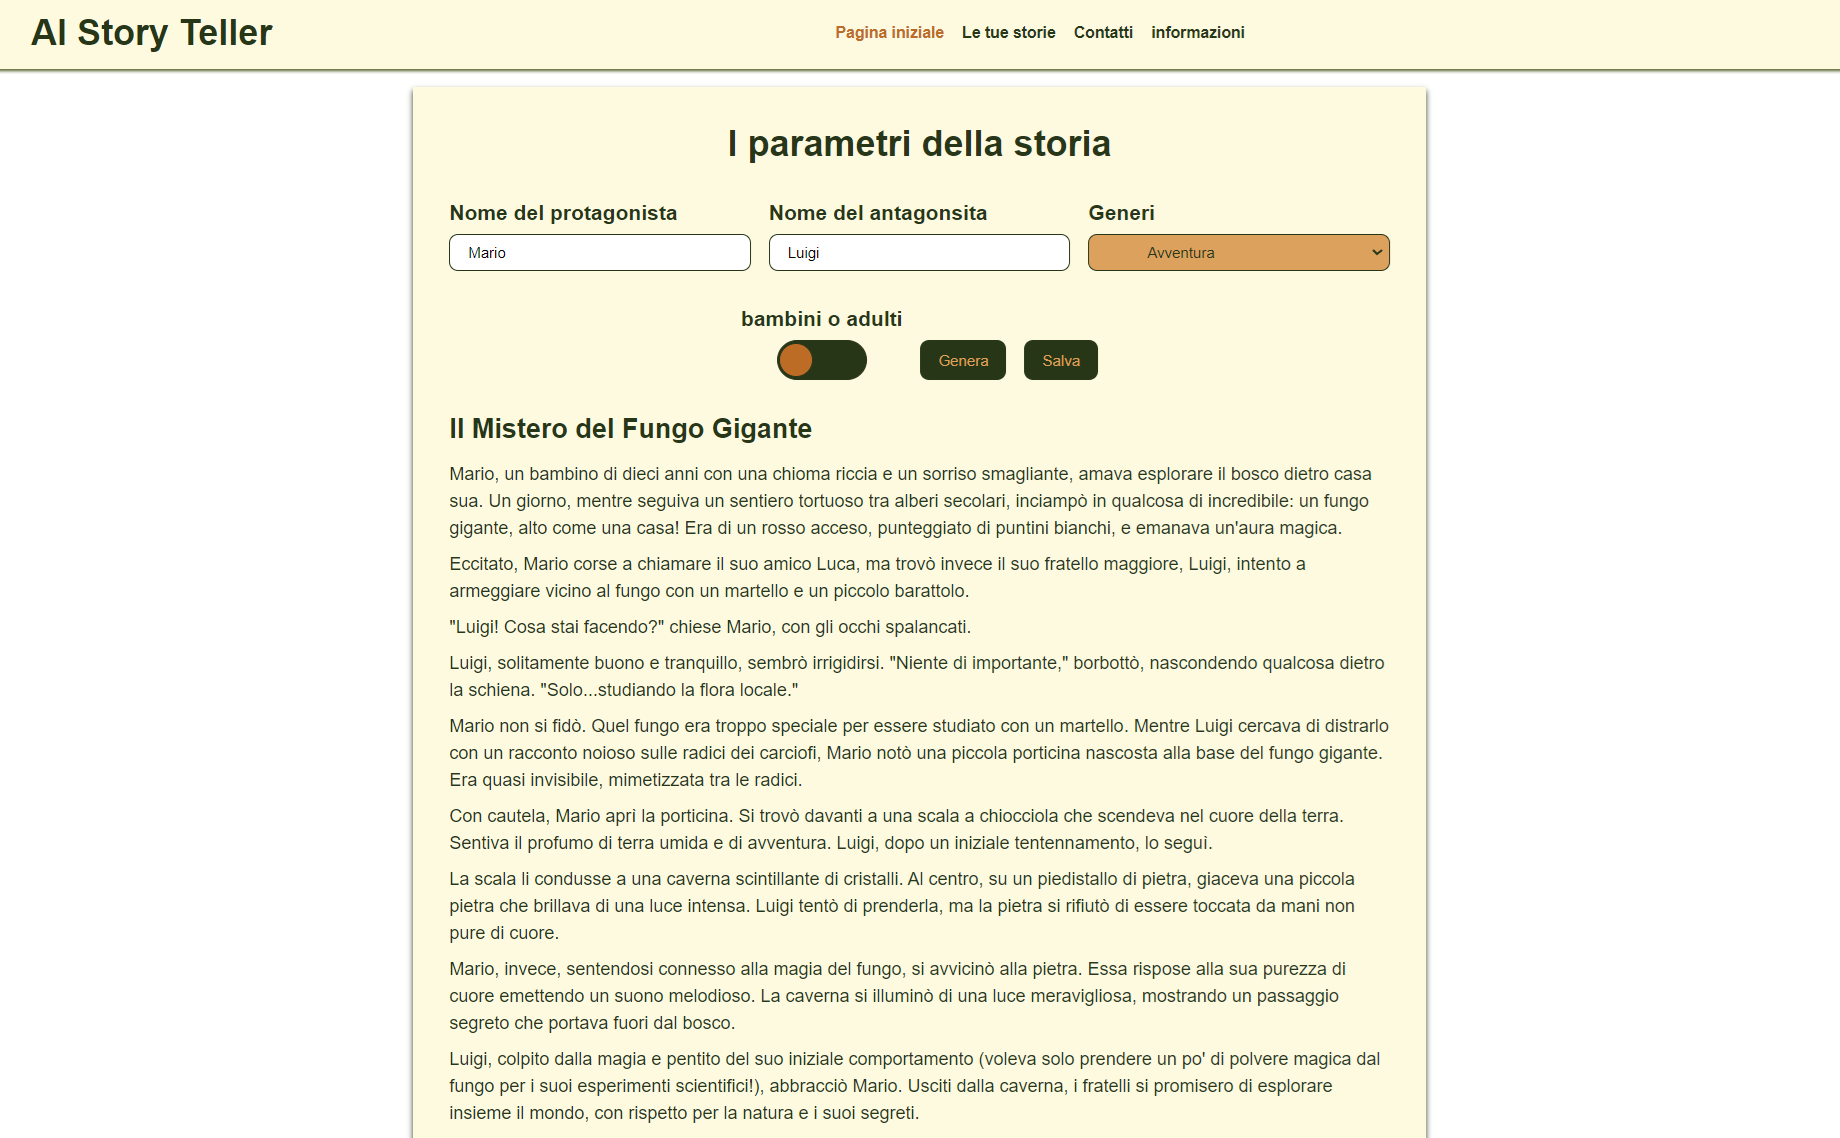 AI Story Teller
Pagina iniziale Le tue storie Contatti informazioni
I parametri della storia
Nome del protagonista Nome del antagonsita Generi
Mario Luigi Avventura
bambini o adulti
Genera Salva
Il Mistero del Fungo Gigante
Mario, un bambino di dieci anni con una chioma riccia e un sorriso smagliante, amava esplorare il bosco dietro casa
sua. Un giorno, mentre seguiva un sentiero tortuoso tra alberi secolari, inciampò in qualcosa di incredibile: un fungo
gigante, alto come una casa! Era di un rosso acceso, punteggiato di puntini bianchi, e emanava un'aura magica.
Eccitato, Mario corse a chiamare il suo amico Luca, ma trovò invece il suo fratello maggiore, Luigi, intento a
armeggiare vicino al fungo con un martello e un piccolo barattolo.
"Luigi! Cosa stai facendo?" chiese Mario, con gli occhi spalancati.
Luigi, solitamente buono e tranquillo, sembrò irrigidirsi. "Niente di importante," borbottò, nascondendo qualcosa dietro
la schiena. "Solo...studiando la flora locale."
Mario non si fidò. Quel fungo era troppo speciale per essere studiato con un martello. Mentre Luigi cercava di distrarlo
con un racconto noioso sulle radici dei carciofi, Mario notò una piccola porticina nascosta alla base del fungo gigante.
Era quasi invisibile, mimetizzata tra le radici.
Con cautela, Mario aprì la porticina. Si trovò davanti a una scala a chiocciola che scendeva nel cuore della terra.
Sentiva il profumo di terra umida e di avventura. Luigi, dopo un iniziale tentennamento, lo seguì.
La scala li condusse a una caverna scintillante di cristalli. Al centro, su un piedistallo di pietra, giaceva una piccola
pietra che brillava di una luce intensa. Luigi tentò di prenderla, ma la pietra si rifiutò di essere toccata da mani non
pure di cuore.
Mario, invece, sentendosi connesso alla magia del fungo, si avvicinò alla pietra. Essa rispose alla sua purezza di
cuore emettendo un suono melodioso. La caverna si illuminò di una luce meravigliosa, mostrando un passaggio
segreto che portava fuori dal bosco.
Luigi, colpito dalla magia e pentito del suo iniziale comportamento (voleva solo prendere un po' di polvere magica dal
fungo per i suoi esperimenti scientifici!), abbracciò Mario. Usciti dalla caverna, i fratelli si promisero di esplorare
insieme il mondo, con rispetto per la natura e i suoi segreti.